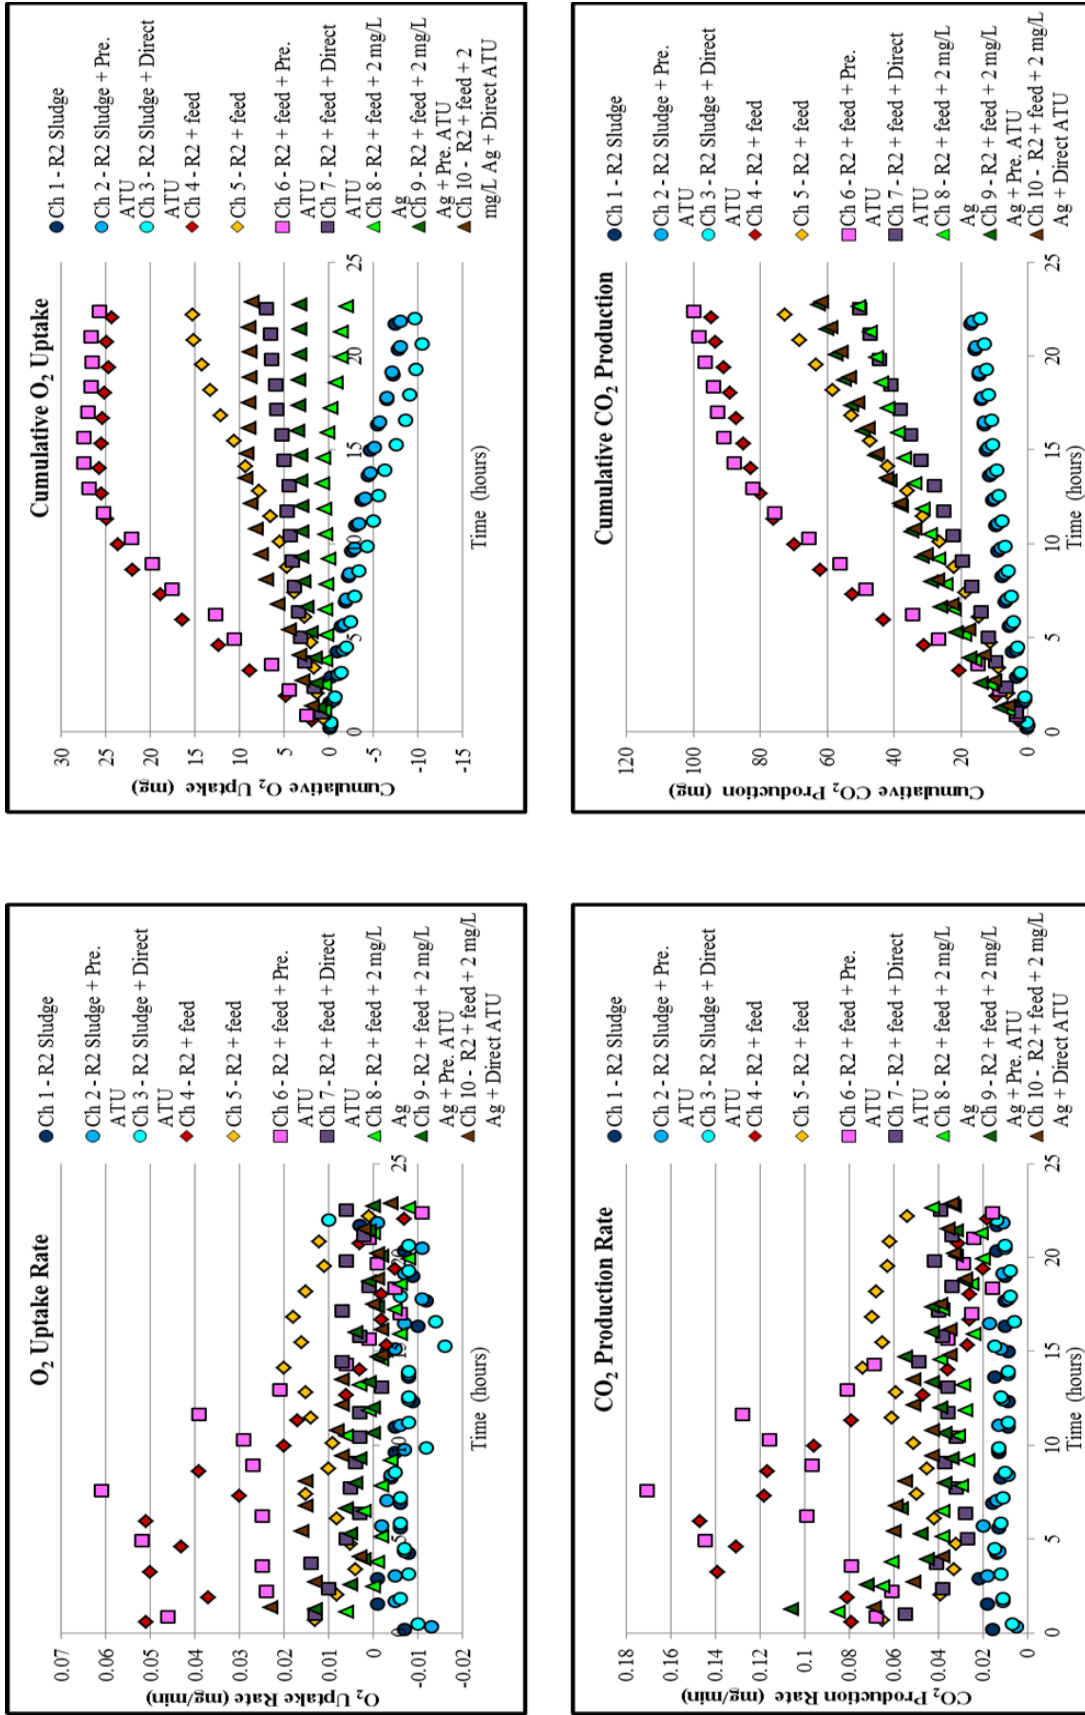 O₂ Uptake Rate
O₂ Uptake Rate (mg/min)
0.07
0.06
0.05
0.04
0.03
0.02
0.01
0
-0.01
-0.02
0
5
10
15
20
25
Time (hours)
Ch 1 - R2 Sludge
Ch 2 - R2 Sludge + Pre.
ATU
Ch 3 - R2 Sludge + Direct
ATU
Ch 4 - R2 + feed
Ch 5 - R2 + feed
Ch 6 - R2 + feed + Pre.
ATU
Ch 7 - R2 + feed + Direct
ATU
Ch 8 - R2 + feed + 2 mg/L
Ag
Ch 9 - R2 + feed + 2 mg/L
Ag + Pre. ATU
Ch 10 - R2 + feed + 2 mg/L
Ag + Direct ATU
Cumulative O₂ Uptake
Cumulative O₂ Uptake (mg)
30
25
20
15
10
5
0
-5
-10
-15
0
5
10
15
20
25
Time (hours)
Ch 1 - R2 Sludge
Ch 2 - R2 Sludge + Pre.
ATU
Ch 3 - R2 Sludge + Direct
ATU
Ch 4 - R2 + feed
Ch 5 - R2 + feed
Ch 6 - R2 + feed + Pre.
ATU
Ch 7 - R2 + feed + Direct
ATU
Ch 8 - R2 + feed + 2 mg/L
Ag
Ch 9 - R2 + feed + 2 mg/L
Ag + Pre. ATU
Ch 10 - R2 + feed + 2
mg/L Ag + Direct ATU
CO₂ Production Rate
CO₂ Production Rate (mg/min)
0.18
0.16
0.14
0.12
0.1
0.08
0.06
0.04
0.02
0
0
5
10
15
20
25
Time (hours)
Ch 1 - R2 Sludge
Ch 2 - R2 Sludge + Pre.
ATU
Ch 3 - R2 Sludge + Direct
ATU
Ch 4 - R2 + feed
Ch 5 - R2 + feed
Ch 6 - R2 + feed + Pre.
ATU
Ch 7 - R2 + feed + Direct
ATU
Ch 8 - R2 + feed + 2 mg/L
Ag
Ch 9 - R2 + feed + 2 mg/L
Ag + Pre. ATU
Ch 10 - R2 + feed + 2 mg/L
Ag + Direct ATU
Cumulative CO₂ Production
Cumulative CO₂ Production (mg)
120
100
80
60
40
20
0
0
5
10
15
20
25
Time (hours)
Ch 1 - R2 Sludge
Ch 2 - R2 Sludge + Pre.
ATU
Ch 3 - R2 Sludge + Direct
ATU
Ch 4 - R2 + feed
Ch 5 - R2 + feed
Ch 6 - R2 + feed + Pre.
ATU
Ch 7 - R2 + feed + Direct
ATU
Ch 8 - R2 + feed + 2 mg/L
Ag
Ch 9 - R2 + feed + 2 mg/L
Ag + Pre. ATU
Ch 10 - R2 + feed + 2 mg/L
Ag + Direct ATU